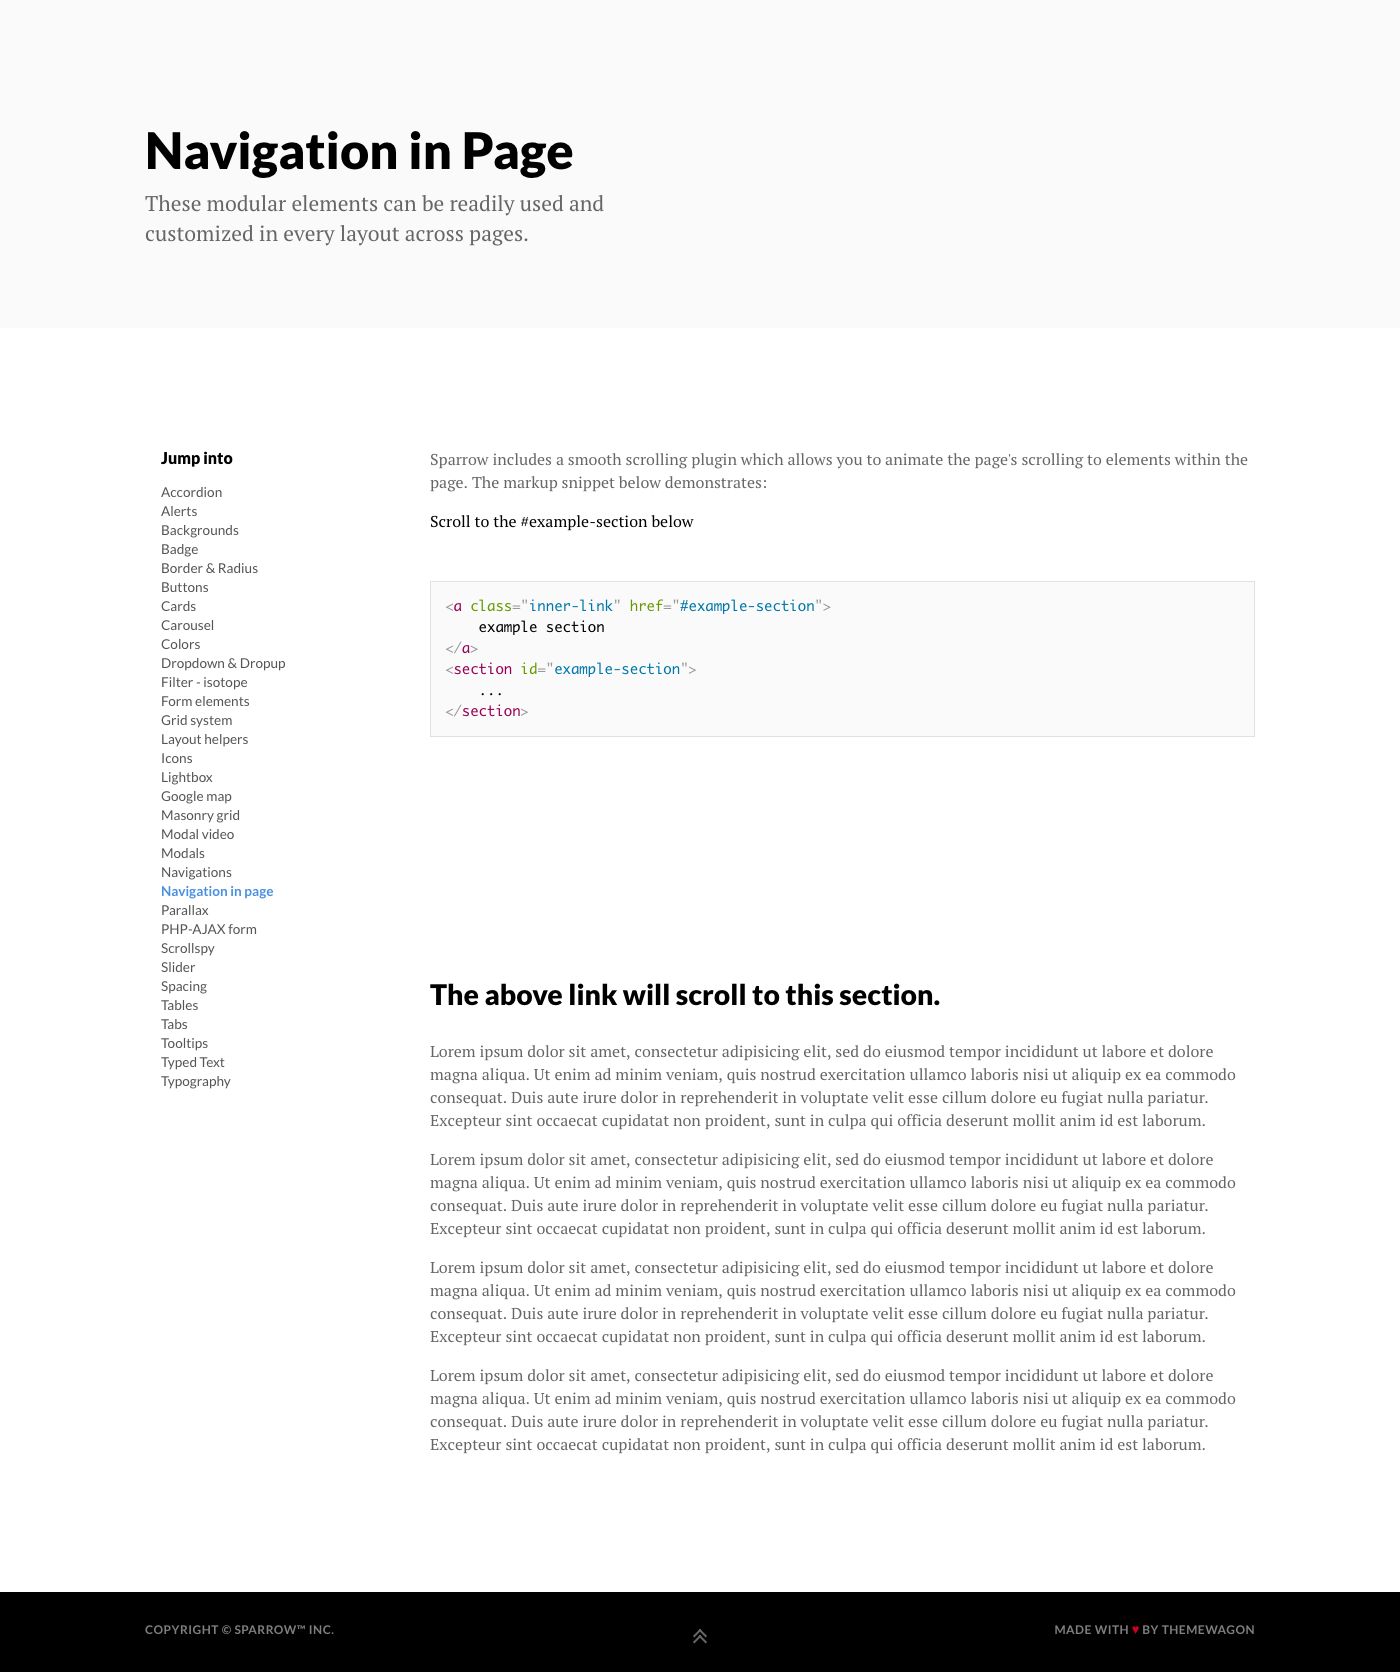 Navigation in Page
These modular elements can be readily used and
customized in every layout across pages.
Jump into
Accordion
Alerts
Backgrounds
Badge
Border & Radius
Buttons
Cards
Carousel
Colors
Dropdown & Dropup
Filter - isotope
Form elements
Grid system
Layout helpers
Icons
Lightbox
Google map
Masonry grid
Modal video
Modals
Navigations
Navigation in page
Parallax
PHP-AJAX form
Scrollspy
Slider
Spacing
Tables
Tabs
Tooltips
Typed Text
Typography
Sparrow includes a smooth scrolling plugin which allows you to animate the page's scrolling to elements within the
page. The markup snippet below demonstrates:
Scroll to the #example-section below
<a class="inner-link" href="#example-section">
    example section
</a>
<section id="example-section">
    ...
</section>
The above link will scroll to this section.
Lorem ipsum dolor sit amet, consectetur adipisicing elit, sed do eiusmod tempor incididunt ut labore et dolore
magna aliqua. Ut enim ad minim veniam, quis nostrud exercitation ullamco laboris nisi ut aliquip ex ea commodo
consequat. Duis aute irure dolor in reprehenderit in voluptate velit esse cillum dolore eu fugiat nulla pariatur.
Excepteur sint occaecat cupidatat non proident, sunt in culpa qui officia deserunt mollit anim id est laborum.
Lorem ipsum dolor sit amet, consectetur adipisicing elit, sed do eiusmod tempor incididunt ut labore et dolore
magna aliqua. Ut enim ad minim veniam, quis nostrud exercitation ullamco laboris nisi ut aliquip ex ea commodo
consequat. Duis aute irure dolor in reprehenderit in voluptate velit esse cillum dolore eu fugiat nulla pariatur.
Excepteur sint occaecat cupidatat non proident, sunt in culpa qui officia deserunt mollit anim id est laborum.
Lorem ipsum dolor sit amet, consectetur adipisicing elit, sed do eiusmod tempor incididunt ut labore et dolore
magna aliqua. Ut enim ad minim veniam, quis nostrud exercitation ullamco laboris nisi ut aliquip ex ea commodo
consequat. Duis aute irure dolor in reprehenderit in voluptate velit esse cillum dolore eu fugiat nulla pariatur.
Excepteur sint occaecat cupidatat non proident, sunt in culpa qui officia deserunt mollit anim id est laborum.
Lorem ipsum dolor sit amet, consectetur adipisicing elit, sed do eiusmod tempor incididunt ut labore et dolore
magna aliqua. Ut enim ad minim veniam, quis nostrud exercitation ullamco laboris nisi ut aliquip ex ea commodo
consequat. Duis aute irure dolor in reprehenderit in voluptate velit esse cillum dolore eu fugiat nulla pariatur.
Excepteur sint occaecat cupidatat non proident, sunt in culpa qui officia deserunt mollit anim id est laborum.
COPYRIGHT © SPARROW™ INC.
MADE WITH ♥ BY THEMEWAGON